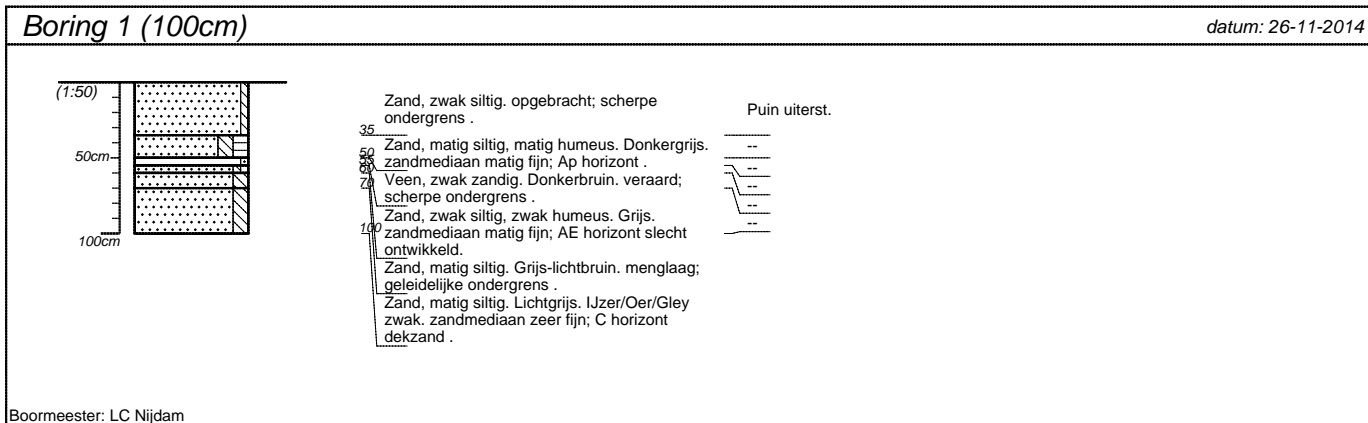 Boring 1 (100cm)
datum: 26-11-2014
(1:50)
50cm
100cm
35
50
55
60
70
100
Zand, zwak siltig. opgebracht; scherpe
ondergrens .
Zand, matig siltig, matig humeus. Donkergrijs.
zandmediaan matig fijn; Ap horizont .
Veen, zwak zandig. Donkerbruin. veraard;
scherpe ondergrens .
Zand, zwak siltig, zwak humeus. Grijs.
zandmediaan matig fijn; AE horizont slecht
ontwikkeld.
Zand, matig siltig. Grijs-lichtbruin. menglaag;
geleidelijke ondergrens .
Zand, matig siltig. Lichtgrijs. IJzer/Oer/Gley
zwak. zandmediaan zeer fijn; C horizont
dekzand .
Puin uiterst.
--
--
--
--
--
Boormeester: LC Nijdam